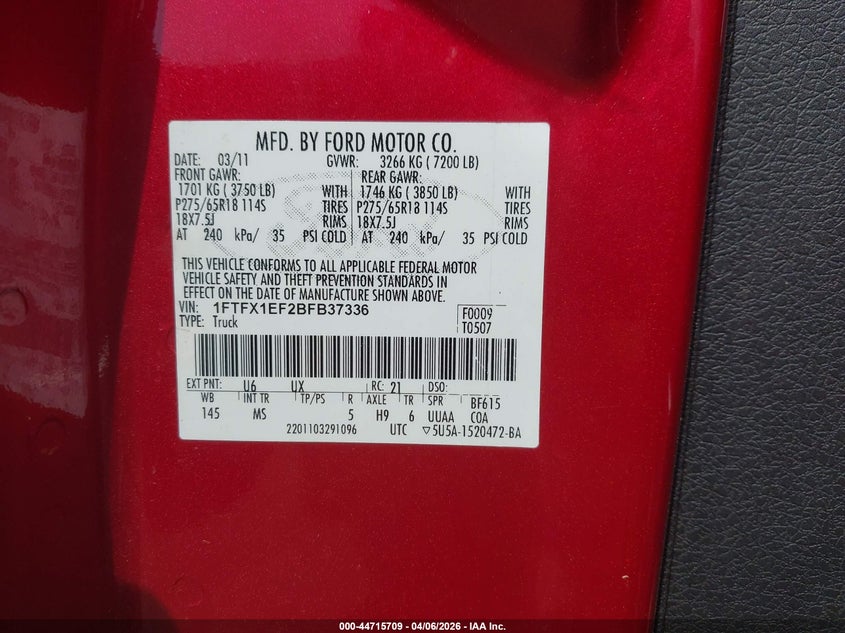 MFD. BY FORD MOTOR CO.
DATE: 03/11 GVWR: 3266 KG ( 7200 LB)
FRONT GAWR: REAR GAWR:
1701 KG ( 3750 LB) WITH 1746 KG ( 3850 LB) WITH
P275/65R18 114S TIRES P275/65R18 114S TIRES
18X7.5J RIMS 18X7.5J RIMS
AT 240 kPa/ 35 PSI COLD AT 240 kPa/ 35 PSI COLD
THIS VEHICLE CONFORMS TO ALL APPLICABLE FEDERAL MOTOR
VEHICLE SAFETY AND THEFT PREVENTION STANDARDS IN
EFFECT ON THE DATE OF MANUFACTURE SHOWN ABOVE.
VIN: 1FTFX1EF2BFB37336 F0009
TYPE: Truck T0507
EXT PNT: U6 UX RC: 21 DSO:
WB INT TR TP/PS R AXLE TR SPR BF615
145 MS 5 H9 6 UUAA COA
2201103291096 UTC ▽5U5A-1520472-BA
000-44715709 - 04/06/2026 - IAA Inc.